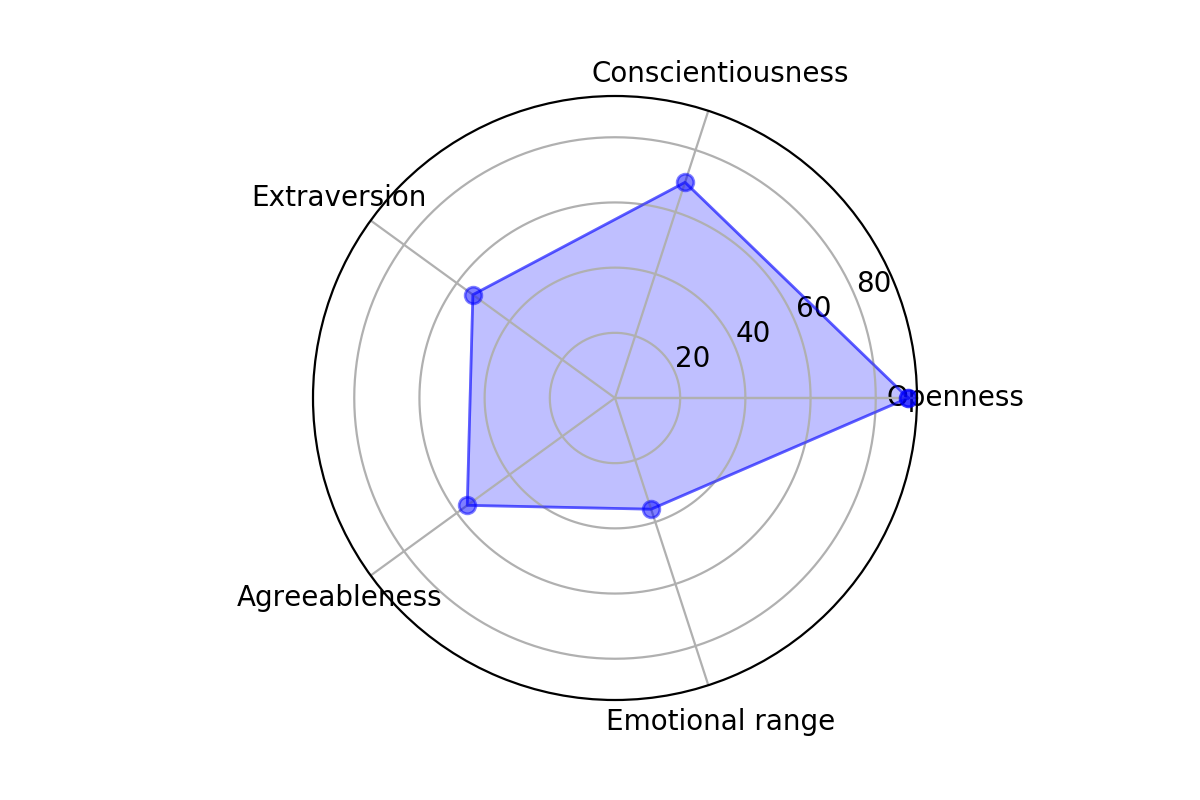 Conscientiousness
Extraversion
80
60
40
20
Openness
Agreeableness
Emotional range